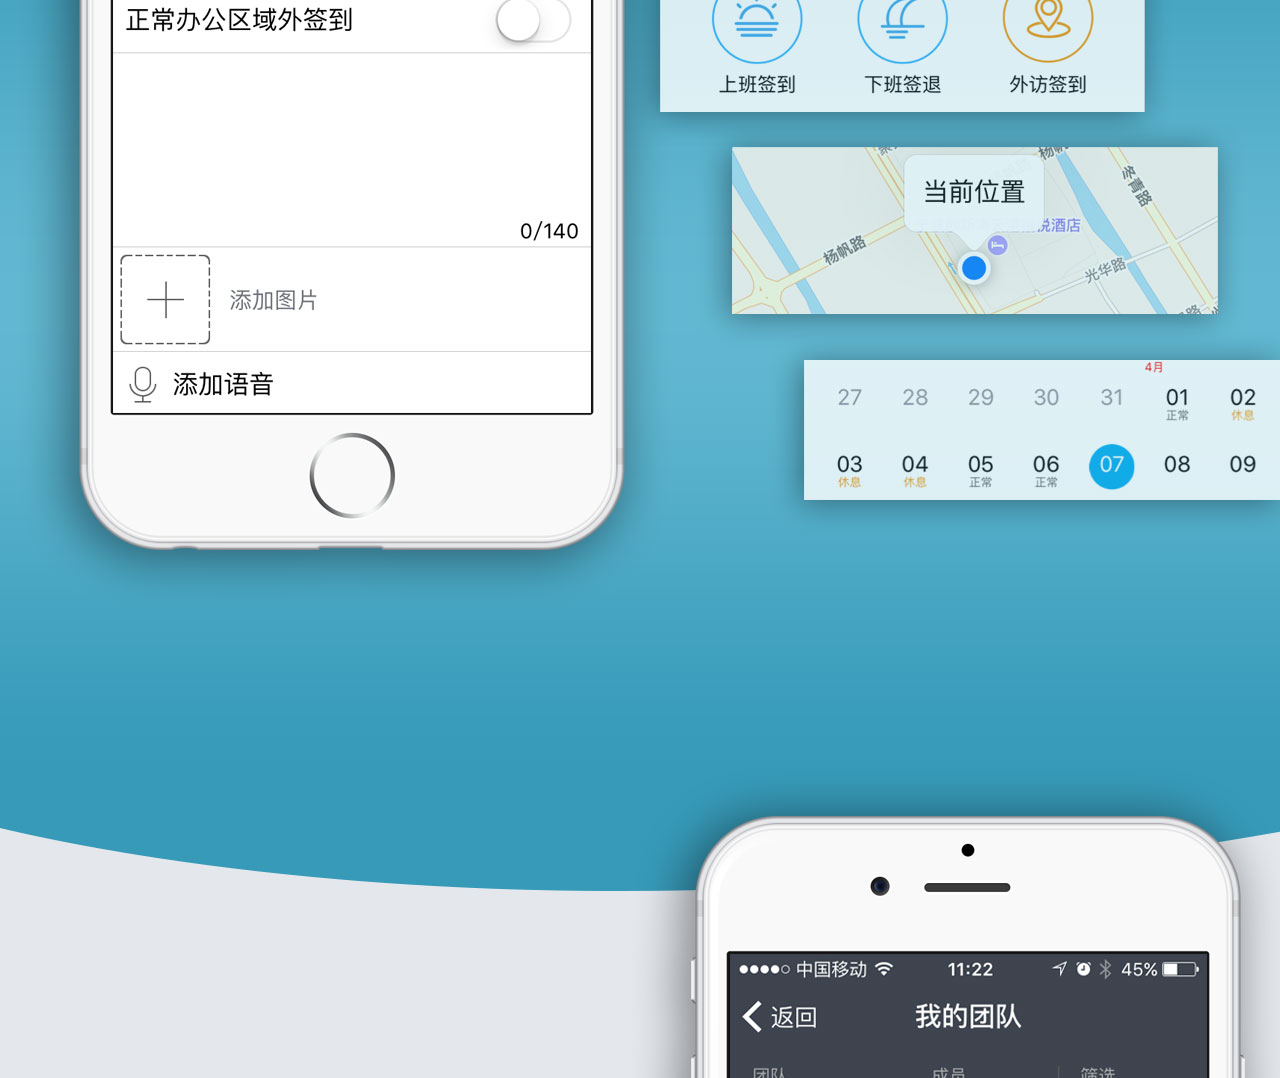 正常办公区域外签到
0/140
添加图片
添加语音
上班签到 下班签退 外访签到
当前位置
杨帆路
悦酒店
冬青路
光华路
4月
27 28 29 30 31 01 02
正常 休息
03 04 05 06 07 08 09
休息 休息 正常 正常
中国移动 11:22 45%
返回 我的团队
团队 成员 筛选